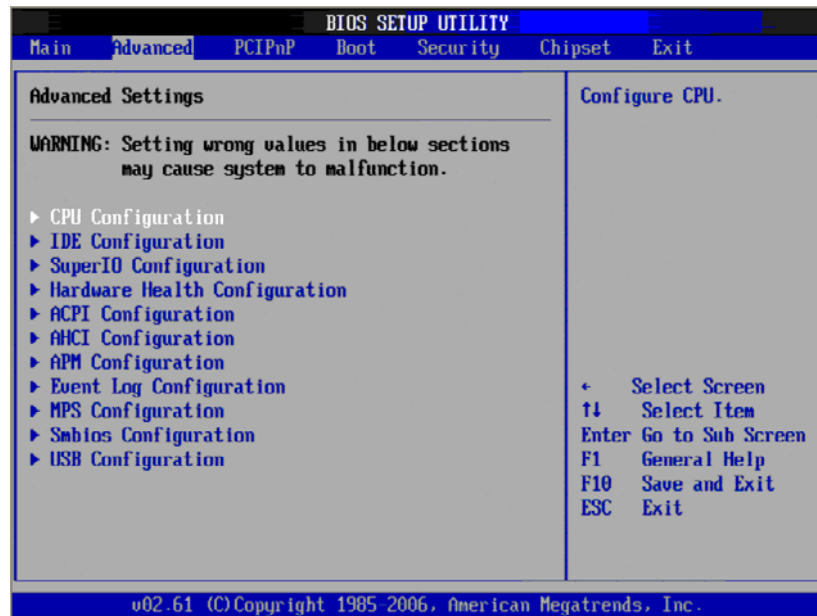 BIOS SETUP UTILITY
Main Advanced PCIPnP Boot Security Chipset Exit
Advanced Settings
WARNING: Setting wrong values in below sections
may cause system to malfunction.
▶ CPU Configuration
▶ IDE Configuration
▶ SuperIO Configuration
▶ Hardware Health Configuration
▶ ACPI Configuration
▶ AHCI Configuration
▶ APM Configuration
▶ Event Log Configuration
▶ MPS Configuration
▶ Smbios Configuration
▶ USB Configuration
Configure CPU.
← Select Screen
↑↓ Select Item
Enter Go to Sub Screen
F1 General Help
F10 Save and Exit
ESC Exit
v02.61 (C)Copyright 1985-2006, American Megatrends, Inc.